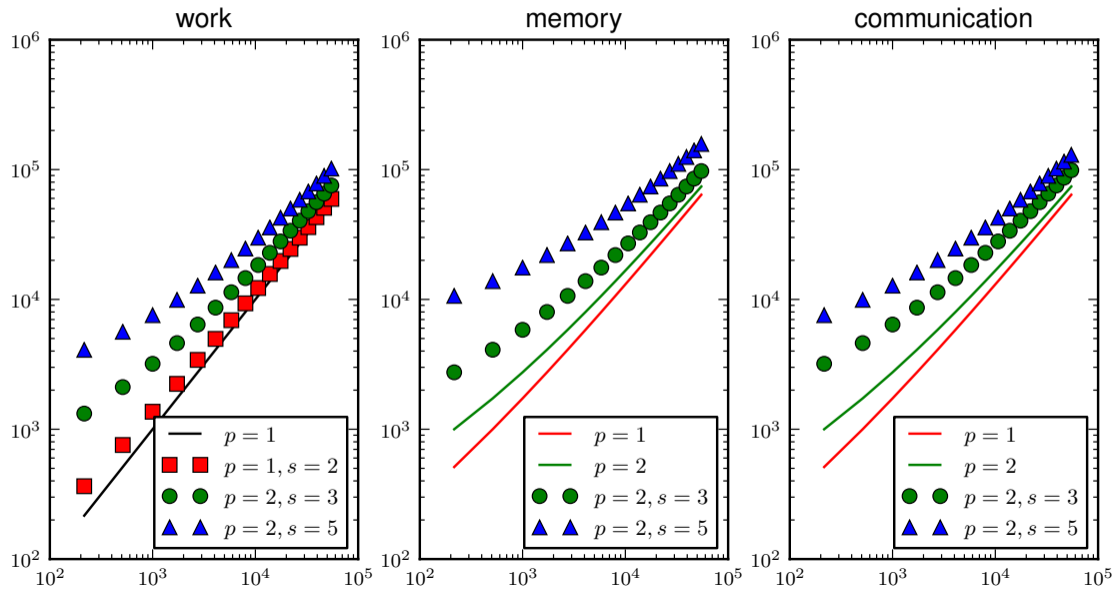 work
memory
communication
10^6
10^5
10^4
10^3
10^2
10^2
10^3
10^4
10^5
p = 1
p = 1, s = 2
p = 2, s = 3
p = 2, s = 5
10^6
10^5
10^4
10^3
10^2
10^2
10^3
10^4
10^5
p = 1
p = 2
p = 2, s = 3
p = 2, s = 5
10^6
10^5
10^4
10^3
10^2
10^2
10^3
10^4
10^5
p = 1
p = 2
p = 2, s = 3
p = 2, s = 5